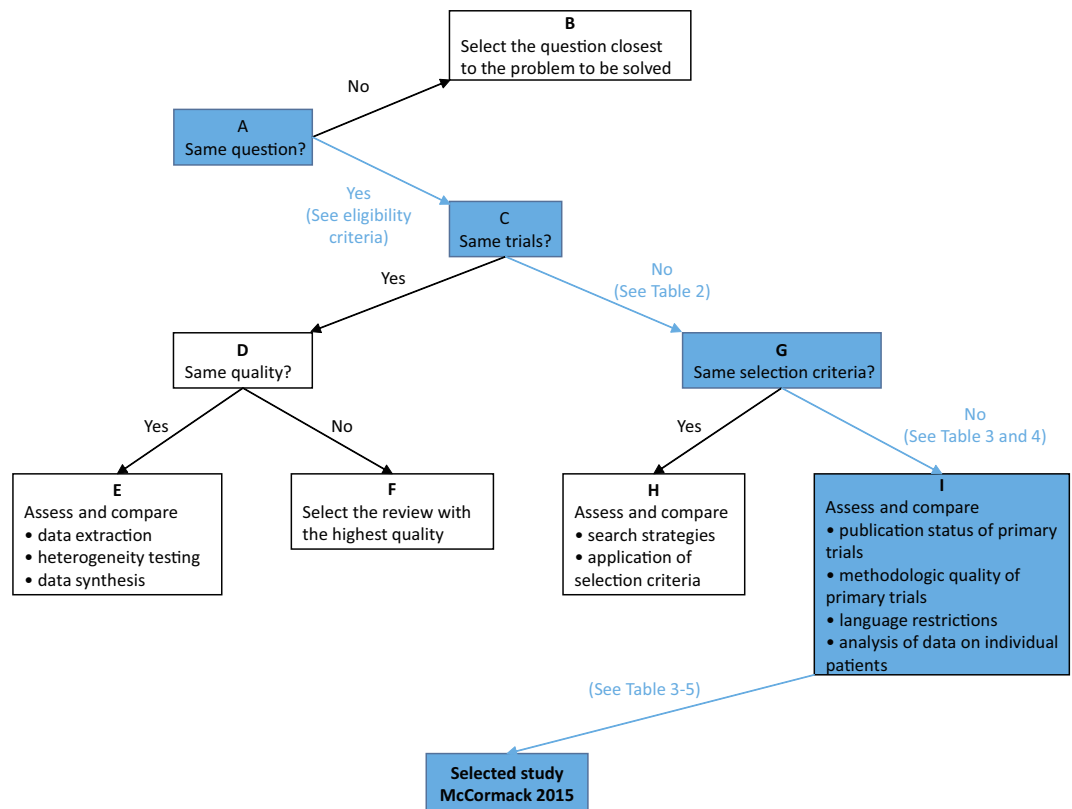 B
Select the question closest
to the problem to be solved
No
A
Same question?
Yes
(See eligibility
criteria)
C
Same trials?
Yes
No
(See Table 2)
D
Same quality?
G
Same selection criteria?
Yes
No
Yes
No
(See Table 3 and 4)
E
Assess and compare
• data extraction
• heterogeneity testing
• data synthesis
F
Select the review with
the highest quality
H
Assess and compare
• search strategies
• application of
selection criteria
I
Assess and compare
• publication status of primary
trials
• methodologic quality of
primary trials
• language restrictions
• analysis of data on individual
patients
(See Table 3-5)
Selected study
McCormack 2015